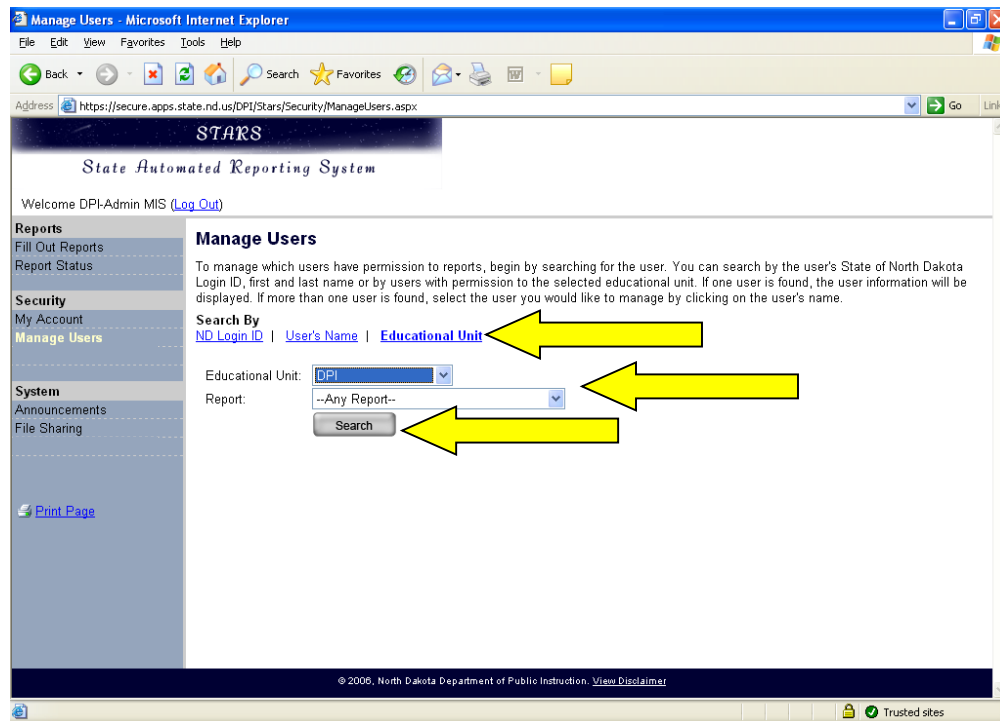 Manage Users - Microsoft Internet Explorer
File Edit View Favorites Tools Help
Back Search Favorites
Address https://secure.apps.state.nd.us/DPI/Stars/Security/ManageUsers.aspx Go Link
STARS
State Automated Reporting System
Welcome DPI-Admin MIS (Log Out)
Reports
Fill Out Reports
Report Status
Security
My Account
Manage Users
System
Announcements
File Sharing
Print Page
Manage Users
To manage which users have permission to reports, begin by searching for the user. You can search by the user's State of North Dakota
Login ID, first and last name or by users with permission to the selected educational unit. If one user is found, the user information will be
displayed. If more than one user is found, select the user you would like to manage by clicking on the user's name.
Search By
ND Login ID | User's Name | Educational Unit
Educational Unit: DPI
Report: --Any Report--
Search
© 2006, North Dakota Department of Public Instruction. View Disclaimer
Trusted sites